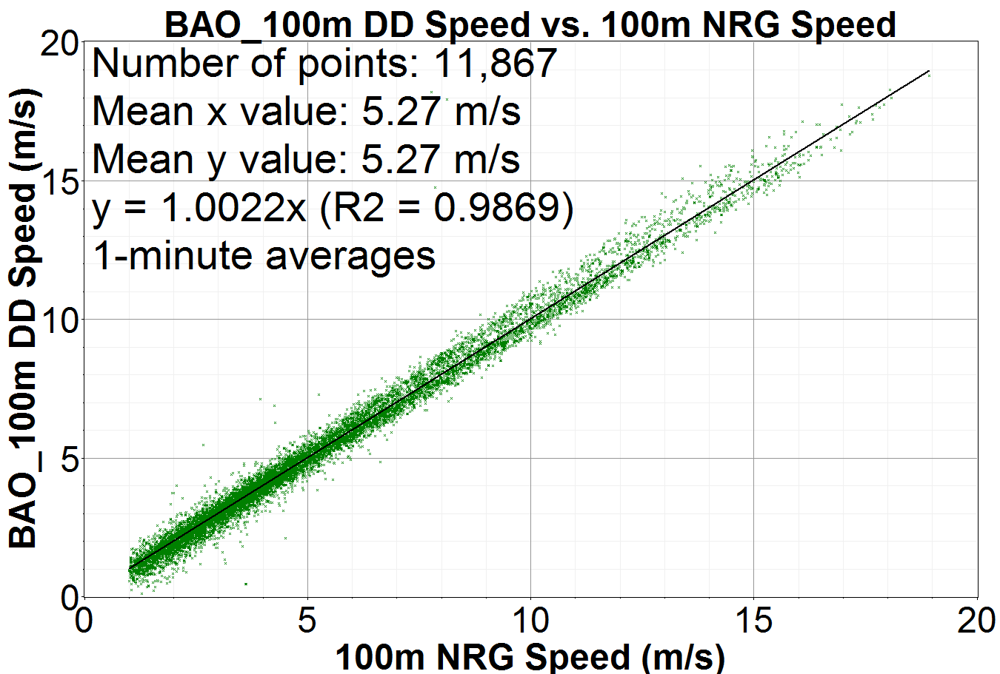 BAO_100m DD Speed vs. 100m NRG Speed
Number of points: 11,867
Mean x value: 5.27 m/s
Mean y value: 5.27 m/s
y = 1.0022x (R2 = 0.9869)
1-minute averages
BAO_100m DD Speed (m/s)
20
15
10
5
0
0 5 10 15 20
100m NRG Speed (m/s)